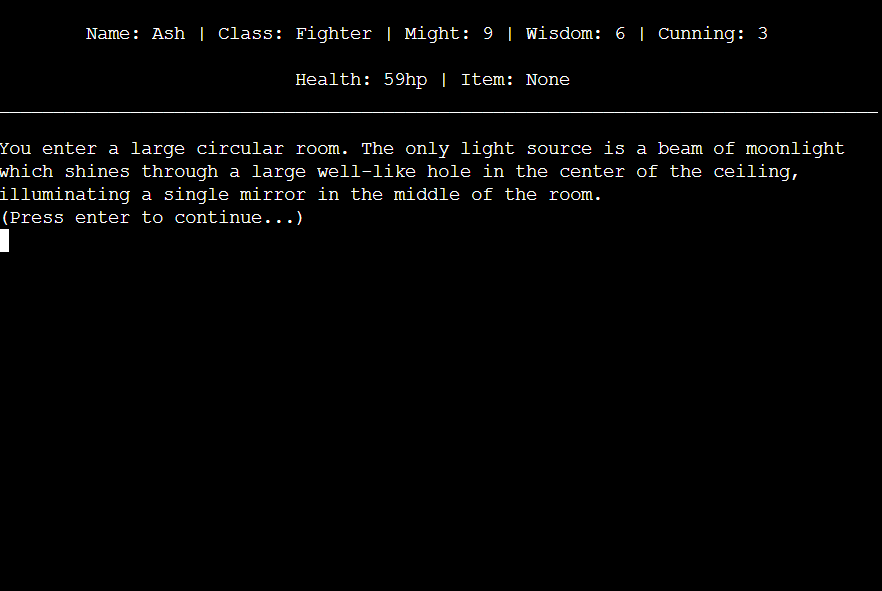 Name: Ash | Class: Fighter | Might: 9 | Wisdom: 6 | Cunning: 3
Health: 59hp | Item: None
You enter a large circular room. The only light source is a beam of moonlight
which shines through a large well-like hole in the center of the ceiling,
illuminating a single mirror in the middle of the room.
(Press enter to continue...)